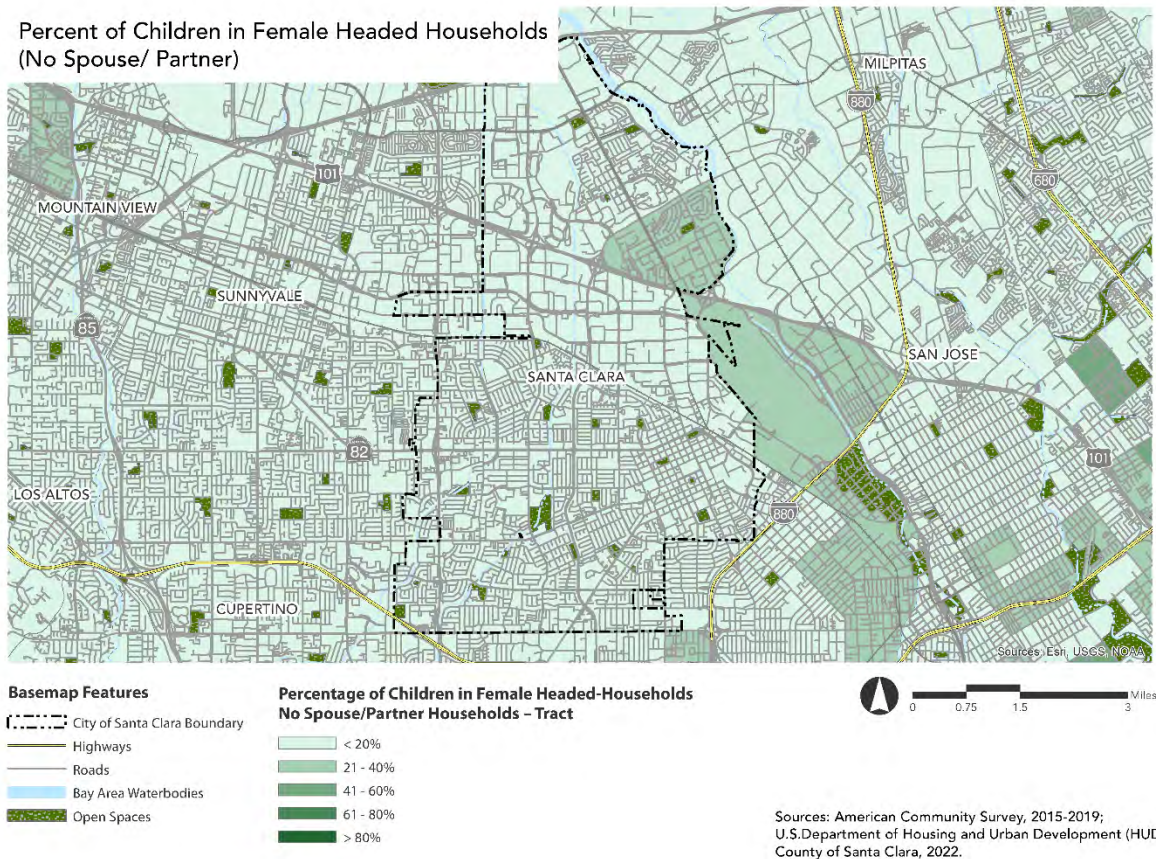 Percent of Children in Female Headed Households
(No Spouse/ Partner)
MILPITAS
880
101
680
MOUNTAIN VIEW
SUNNYVALE
85
SAN JOSE
SANTA CLARA
82
101
LOS ALTOS
880
CUPERTINO
Sources: Esri, USGS, NOAA
Basemap Features
City of Santa Clara Boundary
Highways
Roads
Bay Area Waterbodies
Open Spaces
Percentage of Children in Female Headed-Households
No Spouse/Partner Households – Tract
< 20%
21 - 40%
41 - 60%
61 - 80%
> 80%
Miles
0 0.75 1.5 3
Sources: American Community Survey, 2015-2019;
U.S.Department of Housing and Urban Development (HUD
County of Santa Clara, 2022.